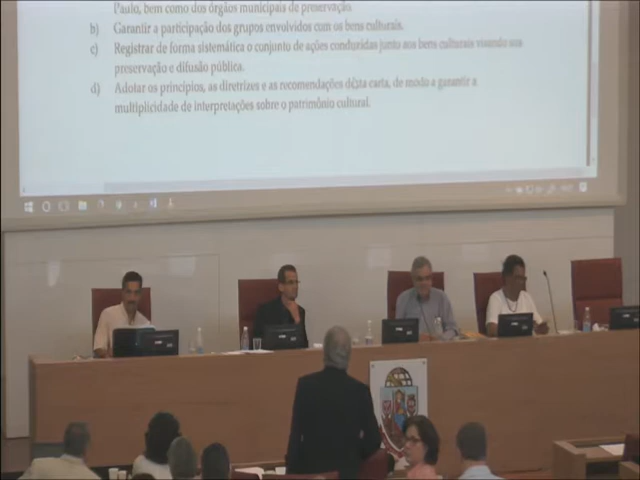 Paulo, bem como dos órgãos municipais de preservação.
b) Garantir a participação dos grupos envolvidos com os bens culturais.
c) Registrar de forma sistemática o conjunto de ações conduzidas junto aos bens culturais visando sua
preservação e difusão pública.
d) Adotar os princípios, as diretrizes e as recomendações désta carta, de modo a garantir a
multiplicidade de interpretações sobre o patrimônio cultural.